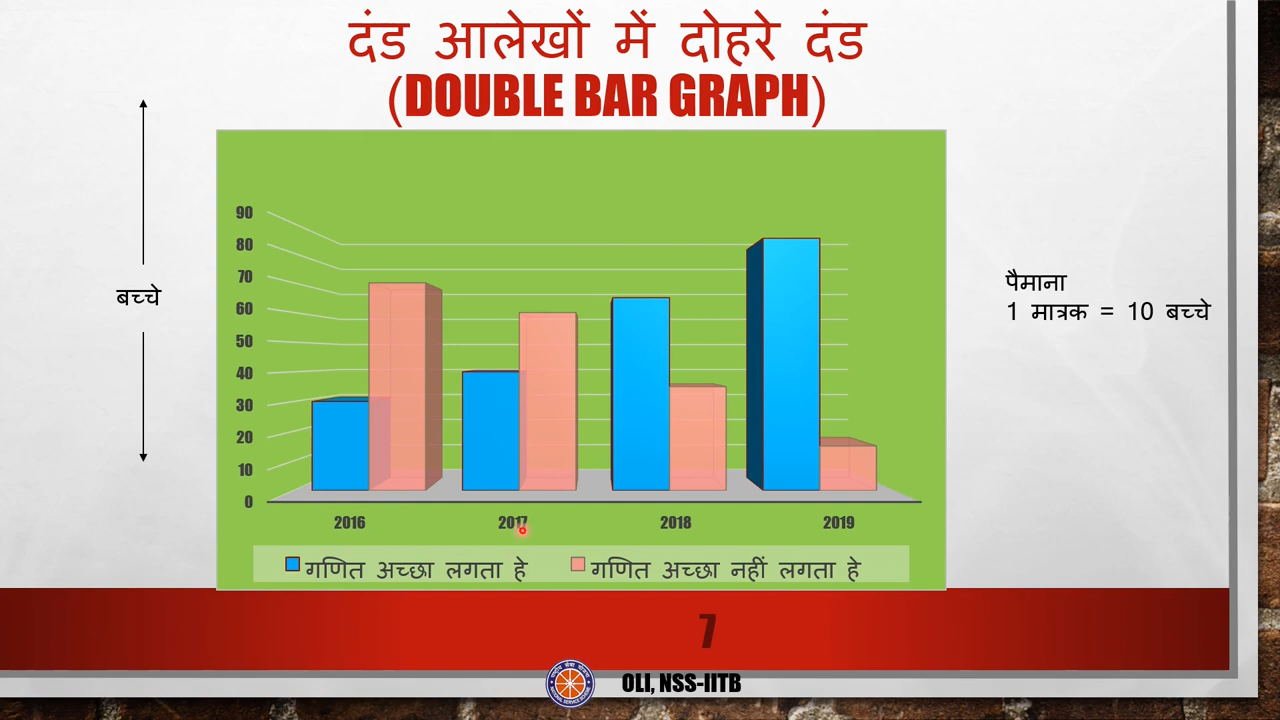 दंड आलेखों में दोहरे दंड
(DOUBLE BAR GRAPH)
90
80
70
60
50
40
30
20
10
0
बच्चे
पैमाना
1 मात्रक = 10 बच्चे
2016 2017 2018 2019
गणित अच्छा लगता हे गणित अच्छा नहीं लगता हे
7
OLI, NSS-IITB